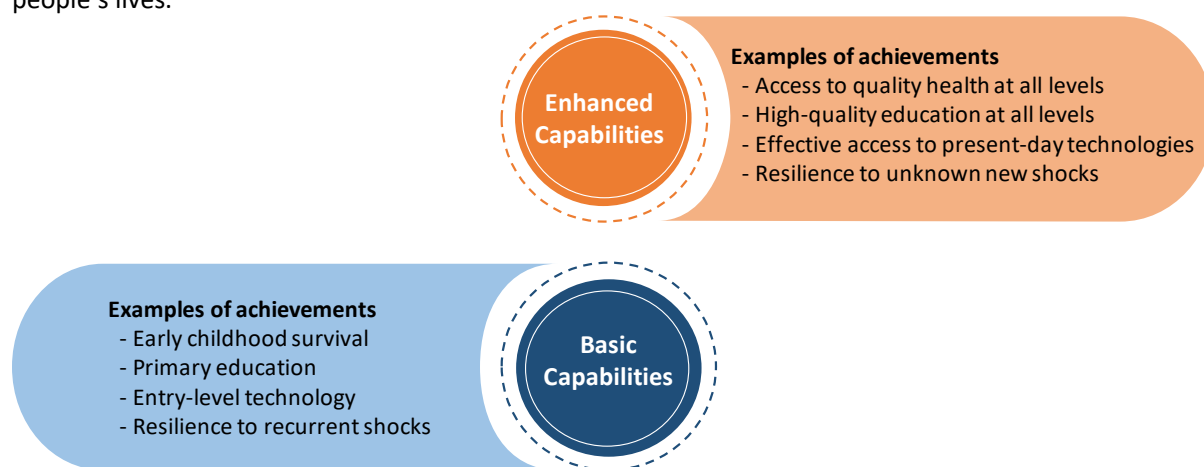 people's lives.
Enhanced
Capabilities
Examples of achievements
- Access to quality health at all levels
- High-quality education at all levels
- Effective access to present-day technologies
- Resilience to unknown new shocks
Examples of achievements
- Early childhood survival
- Primary education
- Entry-level technology
- Resilience to recurrent shocks
Basic
Capabilities